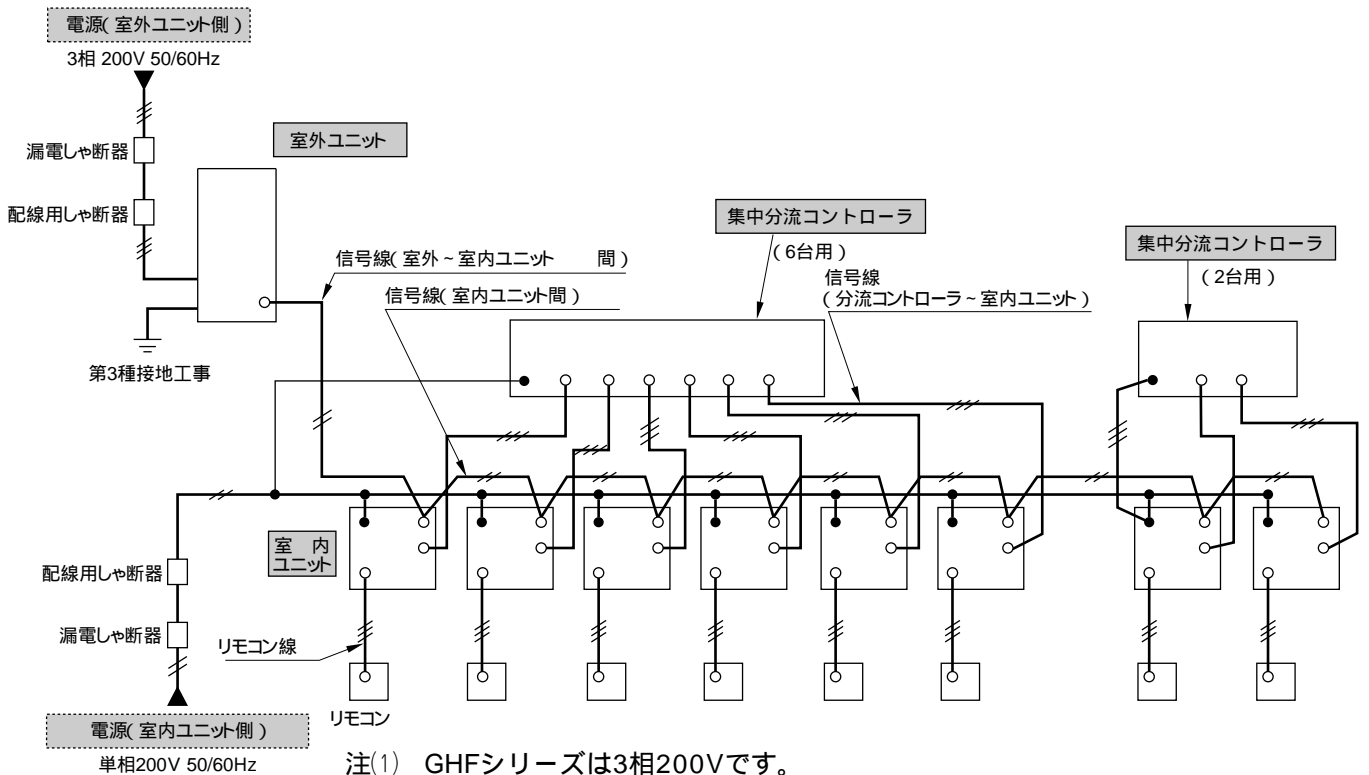 電源(室外ユニット側)
3相 200V 50/60Hz
漏電しゃ断器
配線用しゃ断器
室外ユニット
第3種接地工事
信号線(室外~室内ユニット 間)
信号線(室内ユニット間)
集中分流コントローラ
(6台用)
信号線
(分流コントローラ~室内ユニット)
集中分流コントローラ
(2台用)
室 内
ユニット
配線用しゃ断器
漏電しゃ断器
リモコン線
リモコン
電源(室内ユニット側)
単相200V 50/60Hz
注⑴ GHFシリーズは3相200Vです。